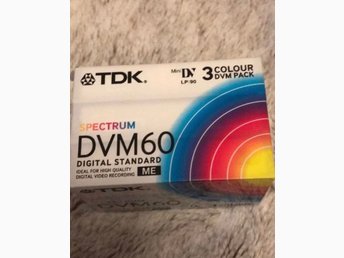 TDK.
Mini DV
LP:90
3 COLOUR
DVM PACK
SPECTRUM
DVM60
DIGITAL STANDARD
IDEAL FOR HIGH QUALITY
DIGITAL VIDEO RECORDING
ME
TDK